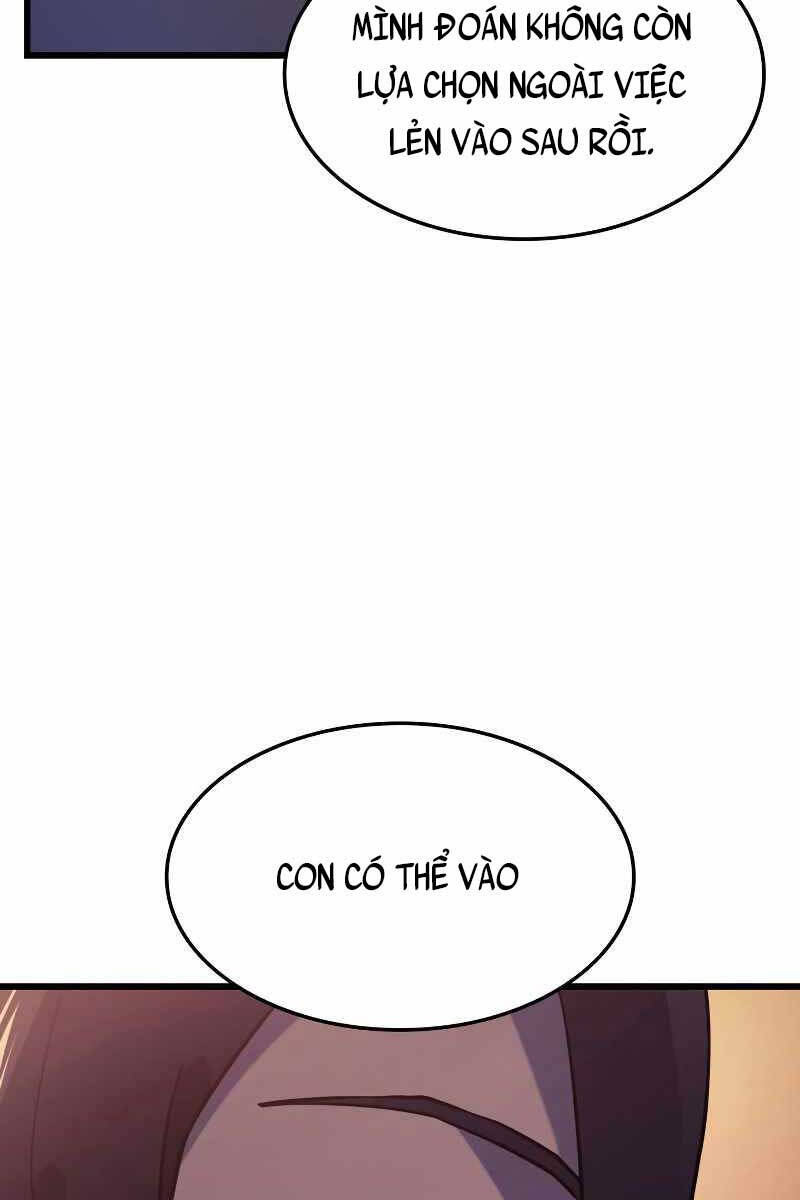 MÌNH ĐOÁN KHÔNG CÒN
LỰA CHỌN NGOÀI VIỆC
LẺN VÀO SAU RỒI.
CON CÓ THỂ VÀO